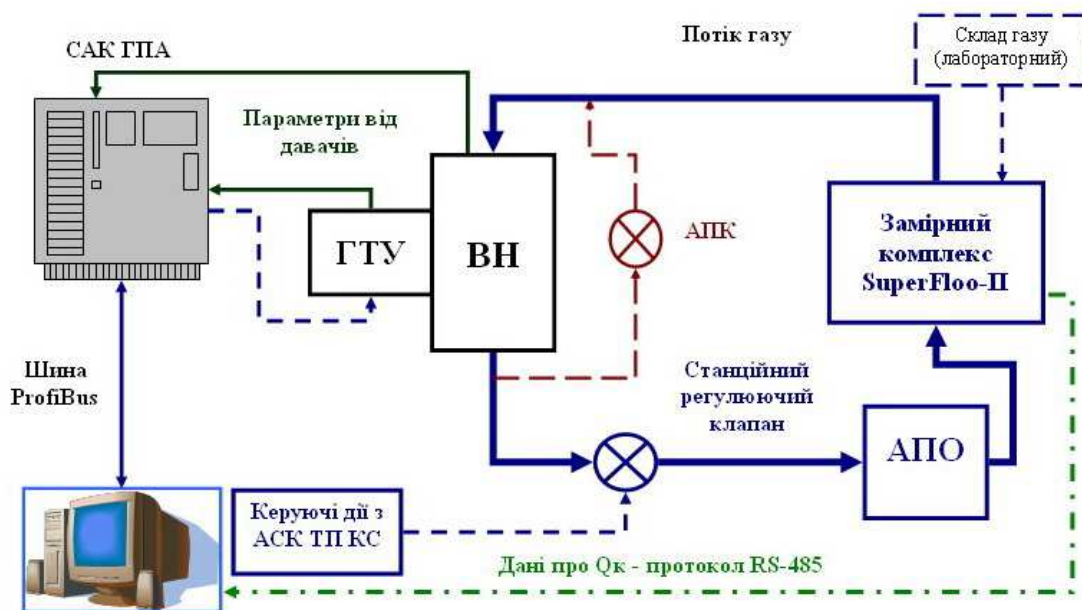 САК ГПА
Потік газу
Склад газу
(лабораторний)
Параметри від
давачів
ГТУ
ВН
АПК
Замірний
комплекс
SuperFloo-II
Шина
ProfiBus
Станційний
регулюючий
клапан
АПО
Керуючі дії з
АСК ТП КС
Дані про Qк - протокол RS-485